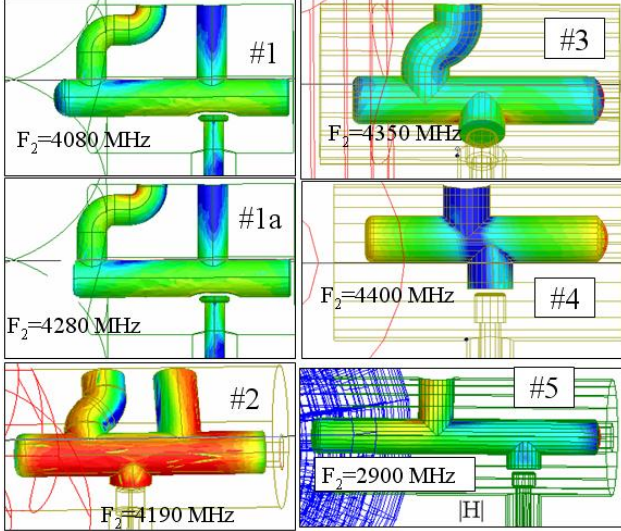 #1
F₂=4080 MHz
#3
F₂=4350 MHz
#1a
F₂=4280 MHz
F₂=4400 MHz
#4
#2
F₂=4190 MHz
#5
F₂=2900 MHz
|H|